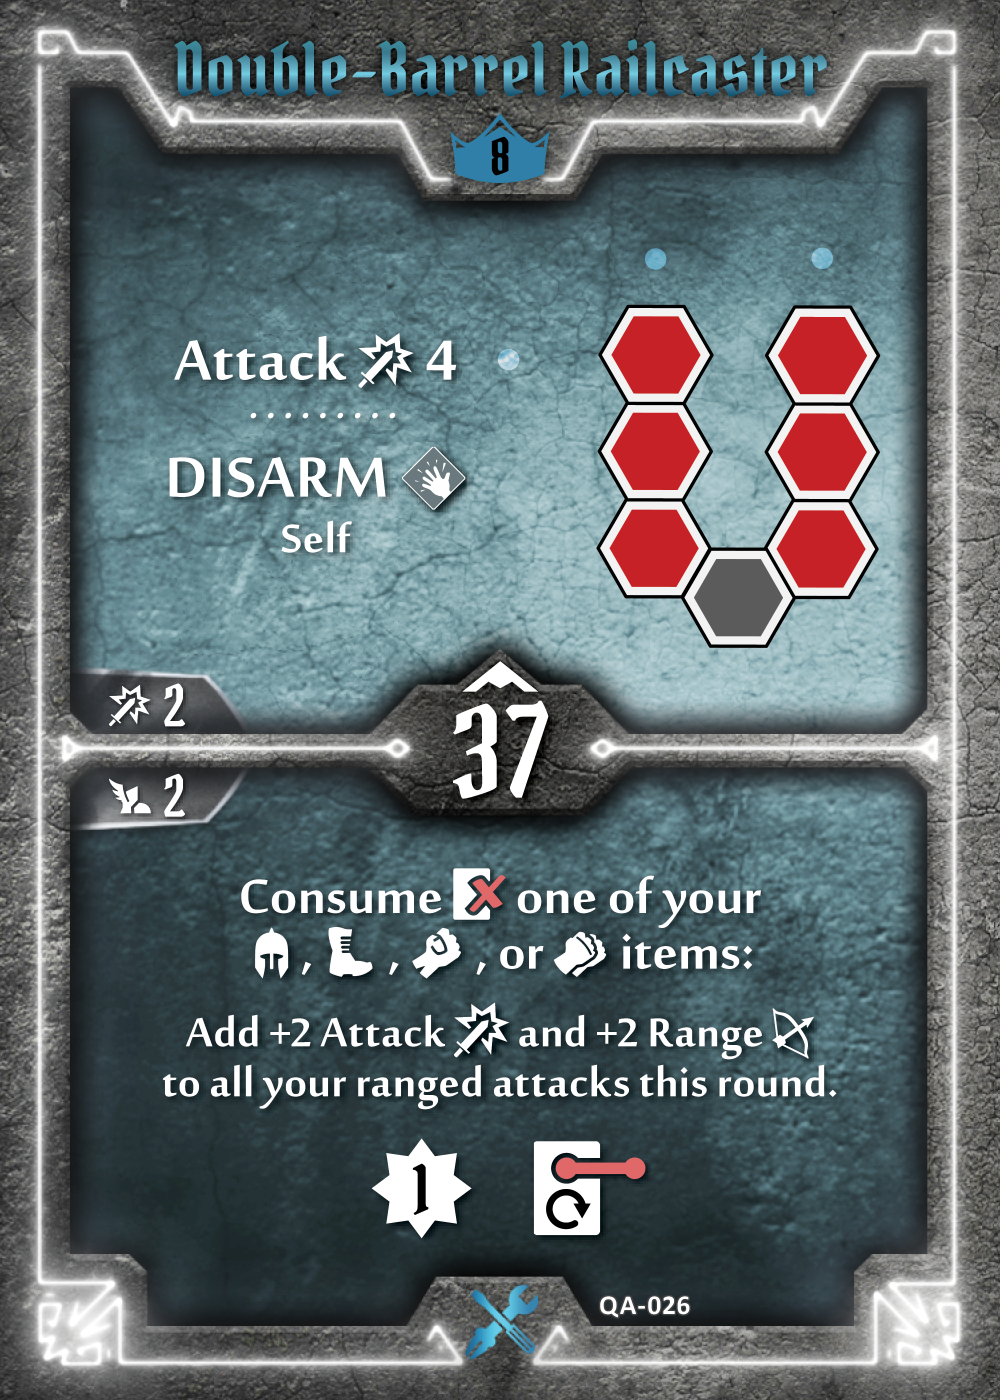 Double-Barrel Railcaster
8
Attack 4
DISARM
Self
2
37
2
Consume one of your
, , , or items:
Add +2 Attack and +2 Range
to all your ranged attacks this round.
1
QA-026